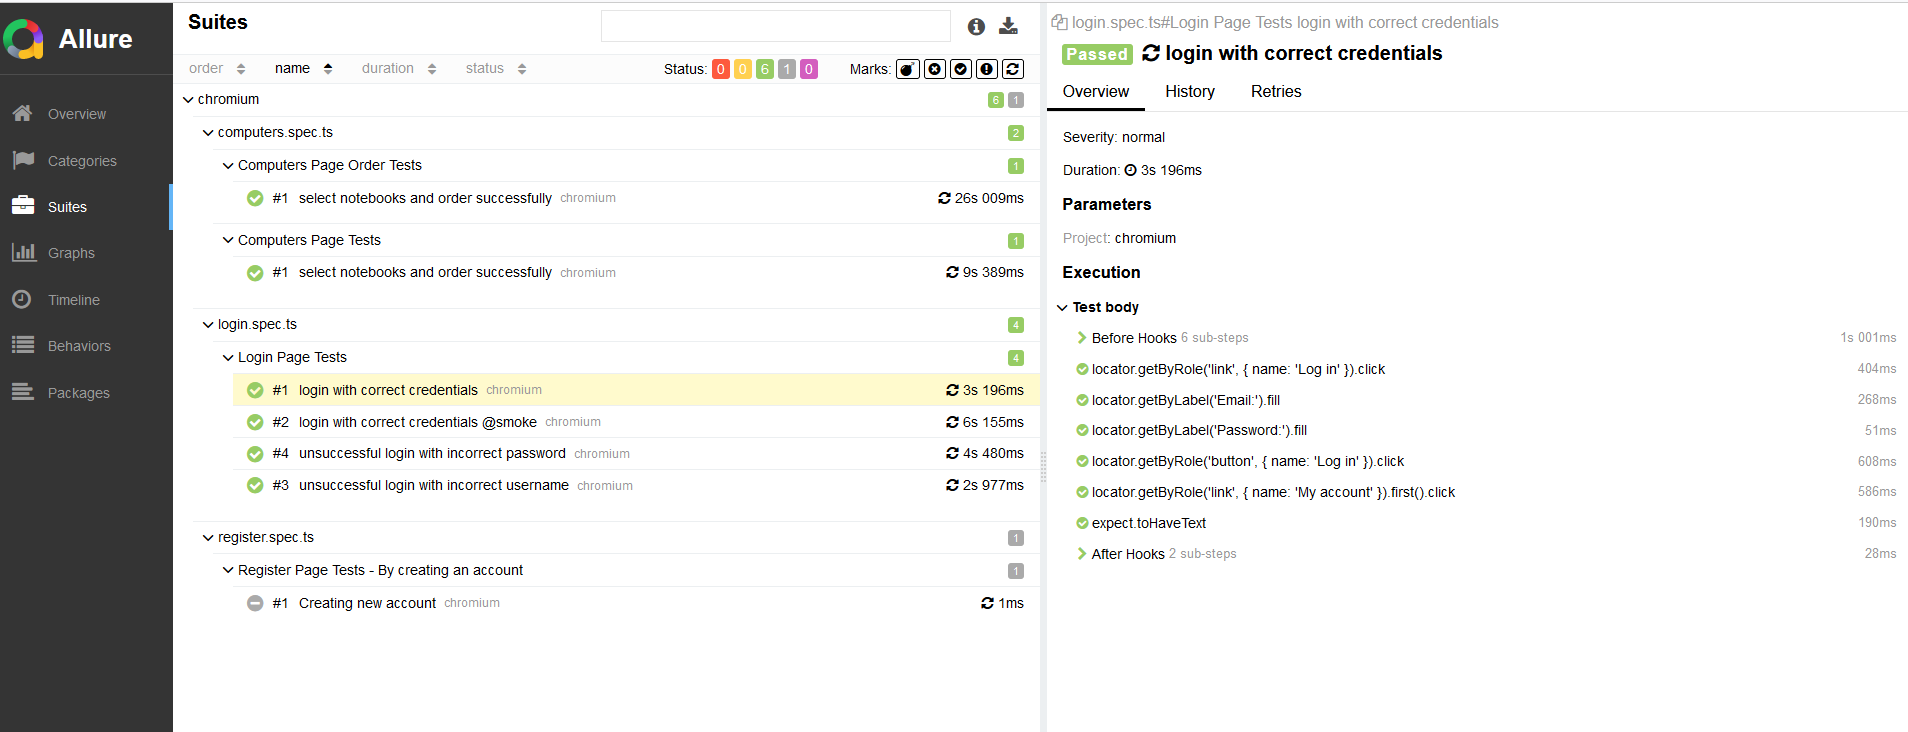 Allure
Overview
Categories
Suites
Graphs
Timeline
Behaviors
Packages
Suites
order name duration status Status: 0 0 6 1 0 Marks:
chromium 6 1
computers.spec.ts 2
Computers Page Order Tests 1
#1 select notebooks and order successfully chromium 26s 009ms
Computers Page Tests 1
#1 select notebooks and order successfully chromium 9s 389ms
login.spec.ts 4
Login Page Tests 4
#1 login with correct credentials chromium 3s 196ms
#2 login with correct credentials @smoke chromium 6s 155ms
#4 unsuccessful login with incorrect password chromium 4s 480ms
#3 unsuccessful login with incorrect username chromium 2s 977ms
register.spec.ts 1
Register Page Tests - By creating an account 1
#1 Creating new account chromium 1ms
login.spec.ts#Login Page Tests login with correct credentials
Passed login with correct credentials
Overview History Retries
Severity: normal
Duration: 3s 196ms
Parameters
Project: chromium
Execution
Test body
Before Hooks 6 sub-steps 1s 001ms
locator.getByRole('link', { name: 'Log in' }).click 404ms
locator.getByLabel('Email:').fill 268ms
locator.getByLabel('Password:').fill 51ms
locator.getByRole('button', { name: 'Log in' }).click 608ms
locator.getByRole('link', { name: 'My account' }).first().click 586ms
expect.toHaveText 190ms
After Hooks 2 sub-steps 28ms